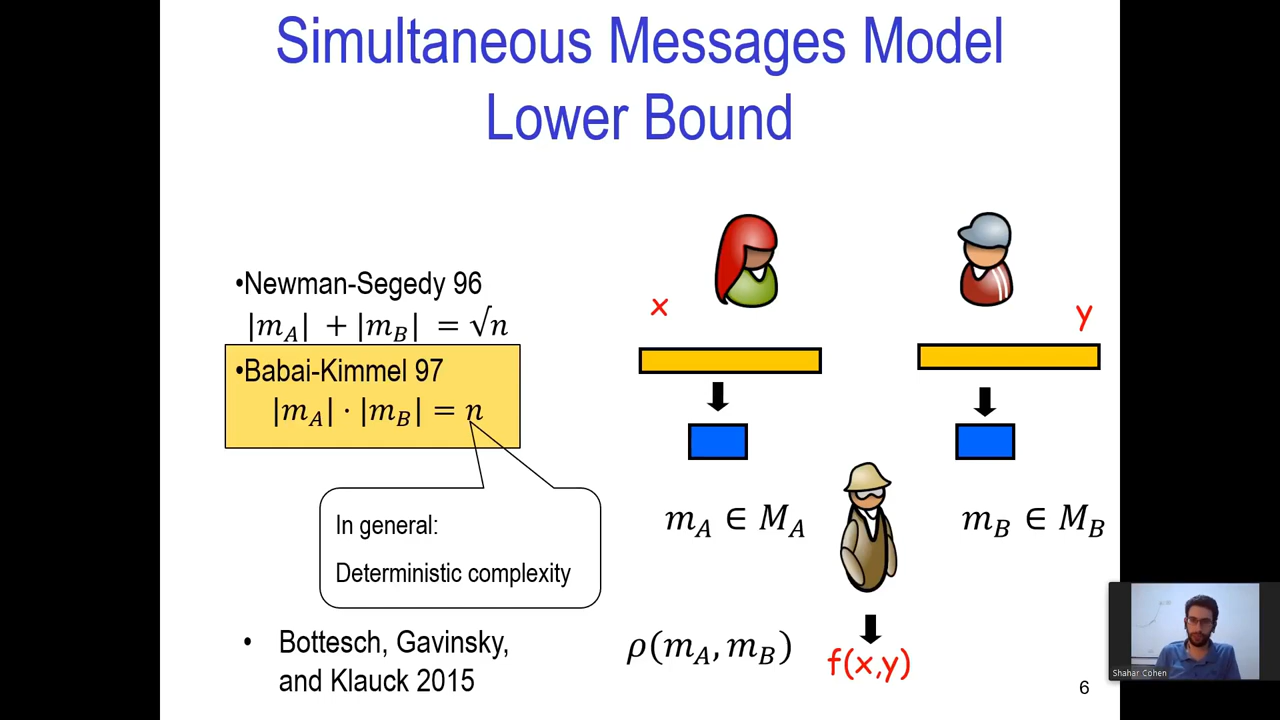 Simultaneous Messages Model
Lower Bound
•Newman-Segedy 96
|m_A| + |m_B| = √n
•Babai-Kimmel 97
|m_A| · |m_B| = n
In general:
Deterministic complexity
• Bottesch, Gavinsky,
and Klauck 2015
x
y
m_A ∈ M_A
m_B ∈ M_B
ρ(m_A, m_B)
f(x,y)
Shahar Cohen
6